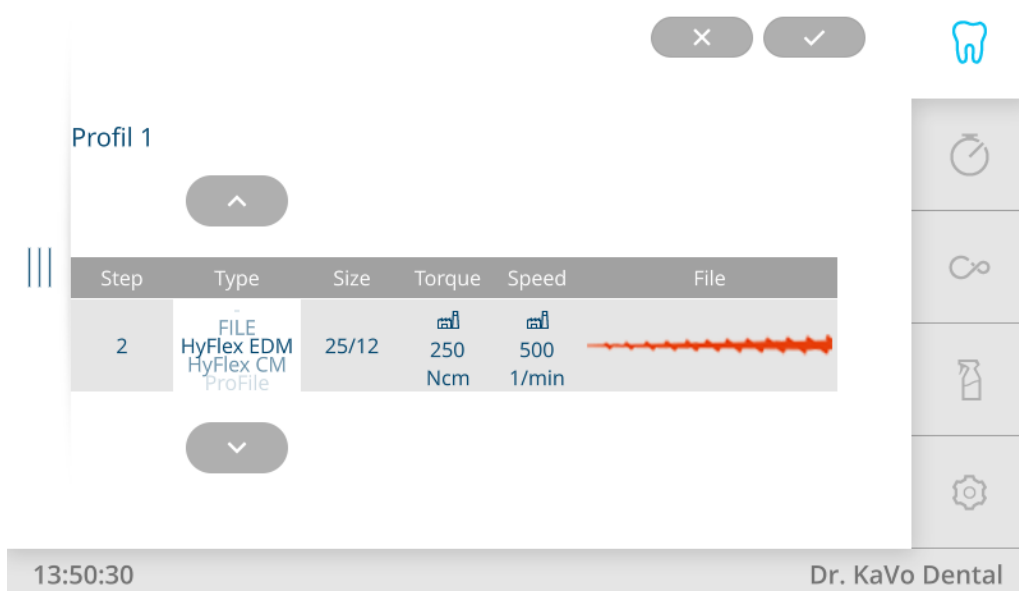 Profil 1
Step Type Size Torque Speed File
2
FILE
HyFlex EDM
HyFlex CM
ProFile
25/12
250
Ncm
500
1/min
13:50:30
Dr. KaVo Dental